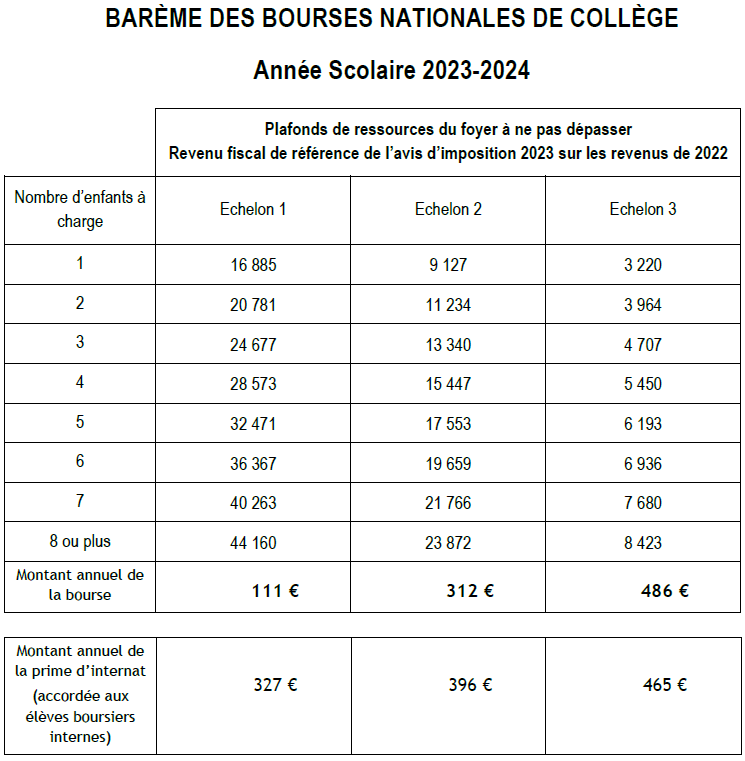 BARÈME DES BOURSES NATIONALES DE COLLÈGE
Année Scolaire 2023-2024
Plafonds de ressources du foyer à ne pas dépasser
Revenu fiscal de référence de l’avis d’imposition 2023 sur les revenus de 2022
Nombre d’enfants à
charge
Echelon 1
Echelon 2
Echelon 3
1 16 885 9 127 3 220
2 20 781 11 234 3 964
3 24 677 13 340 4 707
4 28 573 15 447 5 450
5 32 471 17 553 6 193
6 36 367 19 659 6 936
7 40 263 21 766 7 680
8 ou plus 44 160 23 872 8 423
Montant annuel de
la bourse
111 € 312 € 486 €
Montant annuel de
la prime d’internat
(accordée aux
élèves boursiers
internes)
327 € 396 € 465 €